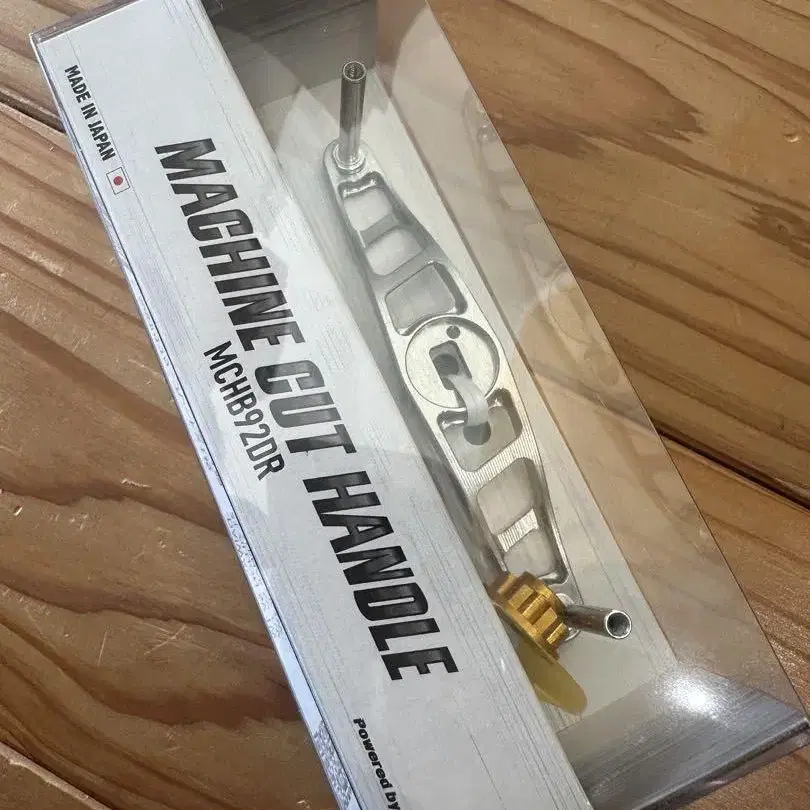 MADE IN JAPAN
MACHINE CUT HANDLE
MCHB92DR
Powered by